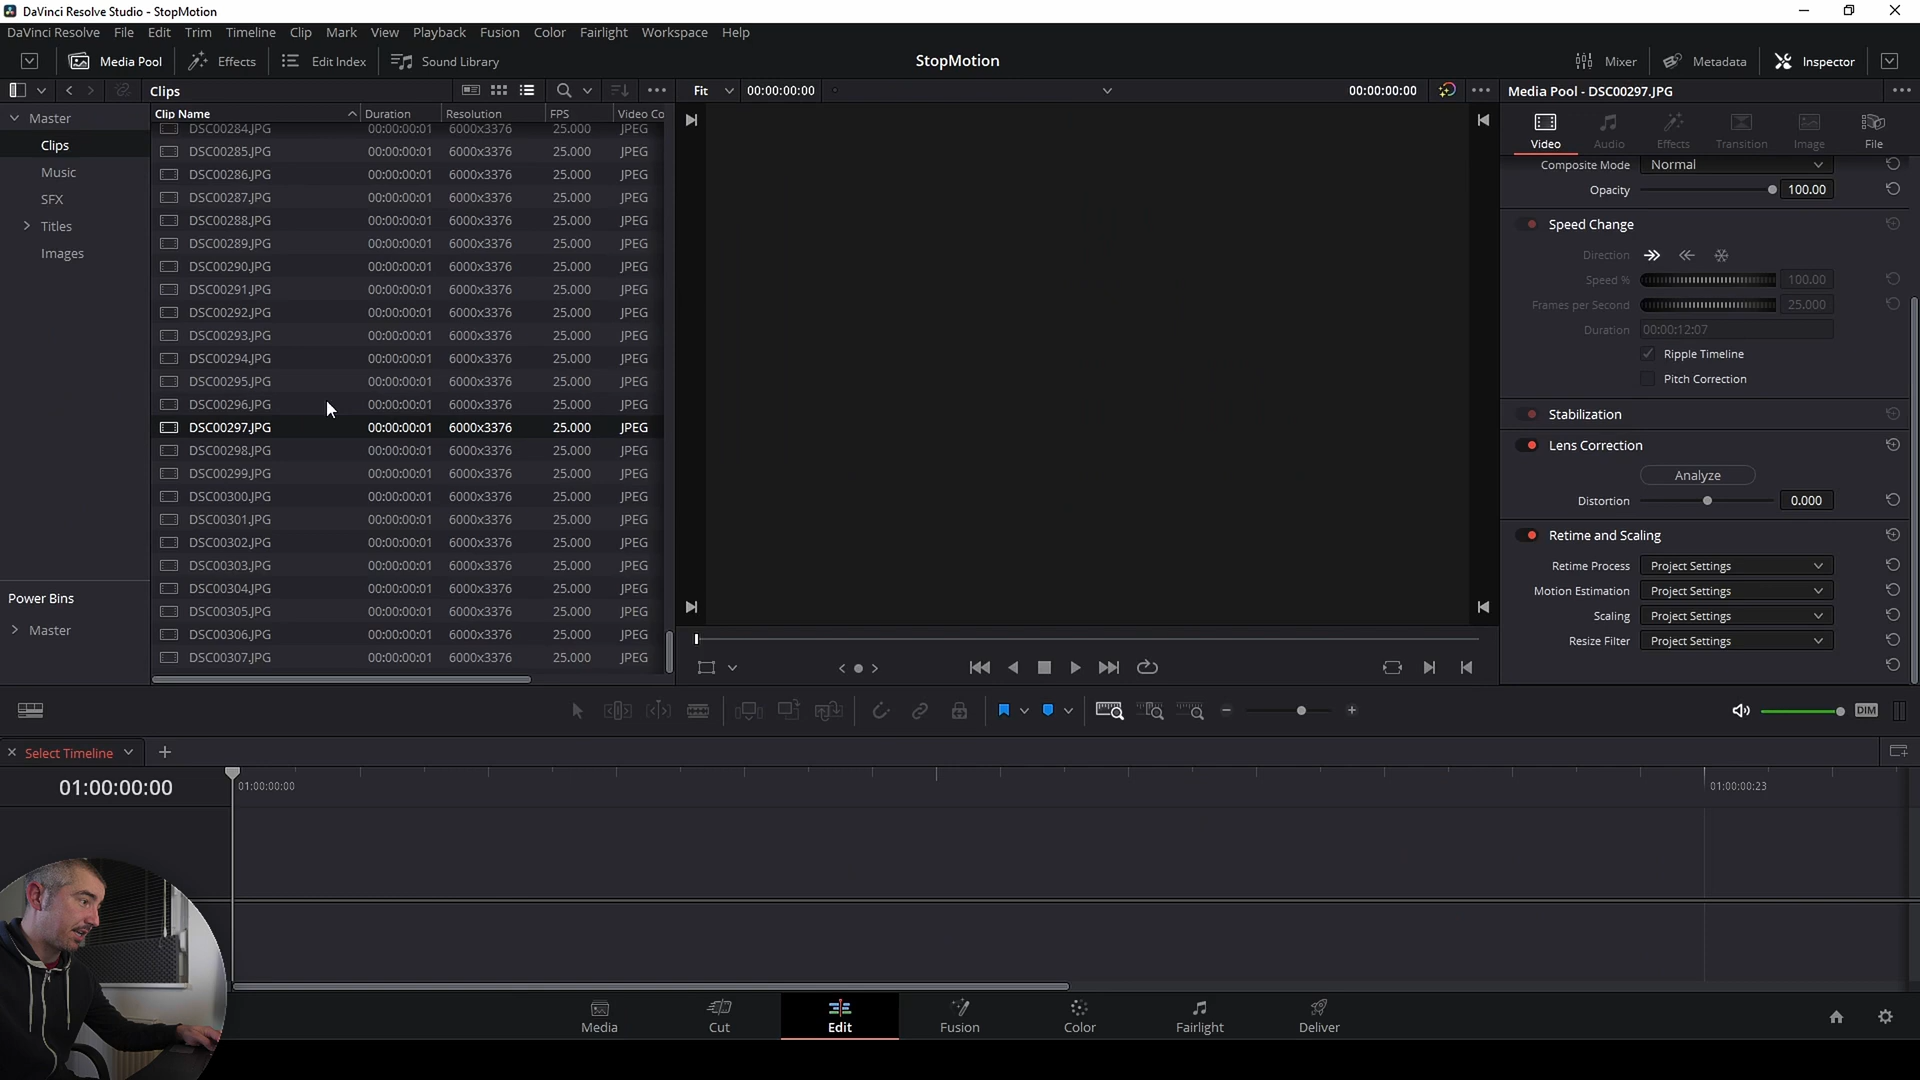 DaVinci Resolve Studio - StopMotion
DaVinci Resolve File Edit Trim Timeline Clip Mark View Playback Fusion Color Fairlight Workspace Help
Media Pool Effects Edit Index Sound Library StopMotion Mixer Metadata Inspector
Clips Fit 00:00:00:00 00:00:00:00 Media Pool - DSC00297.JPG
Master
Clips
Music
SFX
Titles
Images
Power Bins
Master
Clip Name Duration Resolution FPS Video Co
DSC00284.JPG 00:00:00:01 6000x3376 25.000 JPEG
DSC00285.JPG 00:00:00:01 6000x3376 25.000 JPEG
DSC00286.JPG 00:00:00:01 6000x3376 25.000 JPEG
DSC00287.JPG 00:00:00:01 6000x3376 25.000 JPEG
DSC00288.JPG 00:00:00:01 6000x3376 25.000 JPEG
DSC00289.JPG 00:00:00:01 6000x3376 25.000 JPEG
DSC00290.JPG 00:00:00:01 6000x3376 25.000 JPEG
DSC00291.JPG 00:00:00:01 6000x3376 25.000 JPEG
DSC00292.JPG 00:00:00:01 6000x3376 25.000 JPEG
DSC00293.JPG 00:00:00:01 6000x3376 25.000 JPEG
DSC00294.JPG 00:00:00:01 6000x3376 25.000 JPEG
DSC00295.JPG 00:00:00:01 6000x3376 25.000 JPEG
DSC00296.JPG 00:00:00:01 6000x3376 25.000 JPEG
DSC00297.JPG 00:00:00:01 6000x3376 25.000 JPEG
DSC00298.JPG 00:00:00:01 6000x3376 25.000 JPEG
DSC00299.JPG 00:00:00:01 6000x3376 25.000 JPEG
DSC00300.JPG 00:00:00:01 6000x3376 25.000 JPEG
DSC00301.JPG 00:00:00:01 6000x3376 25.000 JPEG
DSC00302.JPG 00:00:00:01 6000x3376 25.000 JPEG
DSC00303.JPG 00:00:00:01 6000x3376 25.000 JPEG
DSC00304.JPG 00:00:00:01 6000x3376 25.000 JPEG
DSC00305.JPG 00:00:00:01 6000x3376 25.000 JPEG
DSC00306.JPG 00:00:00:01 6000x3376 25.000 JPEG
DSC00307.JPG 00:00:00:01 6000x3376 25.000 JPEG
Video Audio Effects Transition Image File
Composite Mode Normal
Opacity 100.00
Speed Change
Direction
Speed % 100.00
Frames per Second 25.000
Duration 00:00:12:07
Ripple Timeline
Pitch Correction
Stabilization
Lens Correction
Analyze
Distortion 0.000
Retime and Scaling
Retime Process Project Settings
Motion Estimation Project Settings
Scaling Project Settings
Resize Filter Project Settings
DIM
Select Timeline
01:00:00:00 01:00:00:00 01:00:00:23
Media Cut Edit Fusion Color Fairlight Deliver